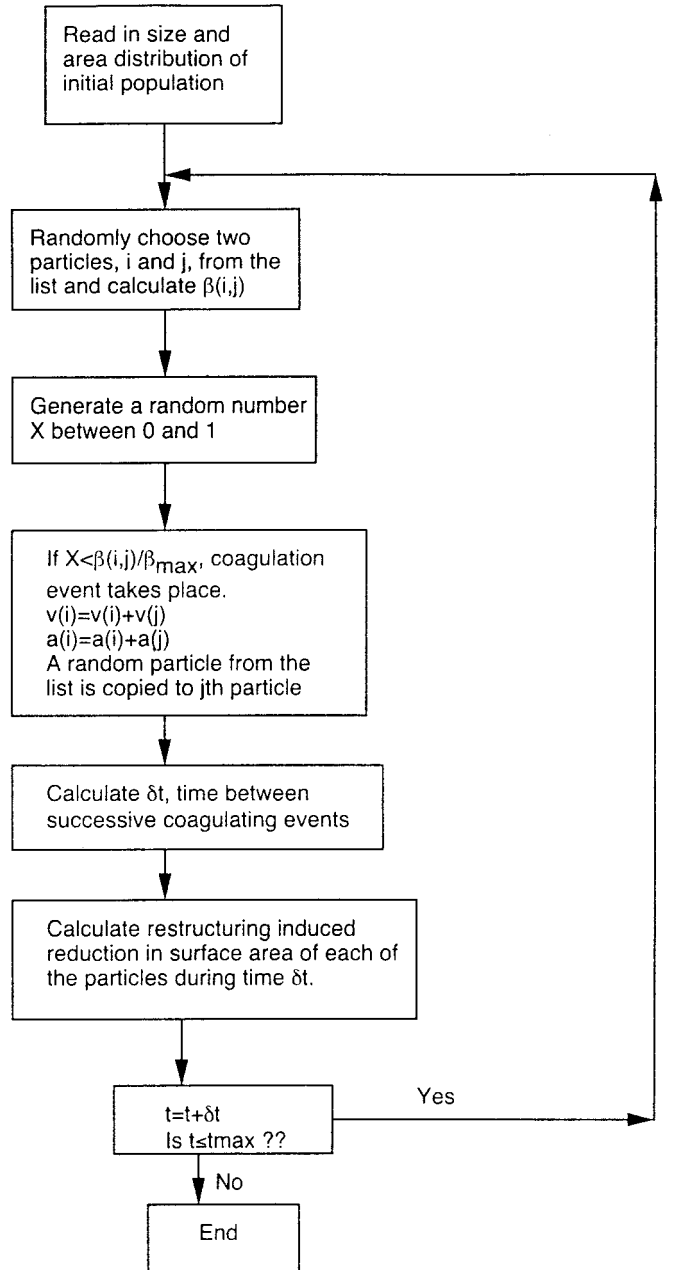 Read in size and
area distribution of
initial population
Randomly choose two
particles, i and j, from the
list and calculate β(i,j)
Generate a random number
X between 0 and 1
If X<β(i,j)/βmax, coagulation
event takes place.
v(i)=v(i)+v(j)
a(i)=a(i)+a(j)
A random particle from the
list is copied to jth particle
Calculate δt, time between
successive coagulating events
Calculate restructuring induced
reduction in surface area of each of
the particles during time δt.
t=t+δt
Is t≤tmax ??
Yes
No
End